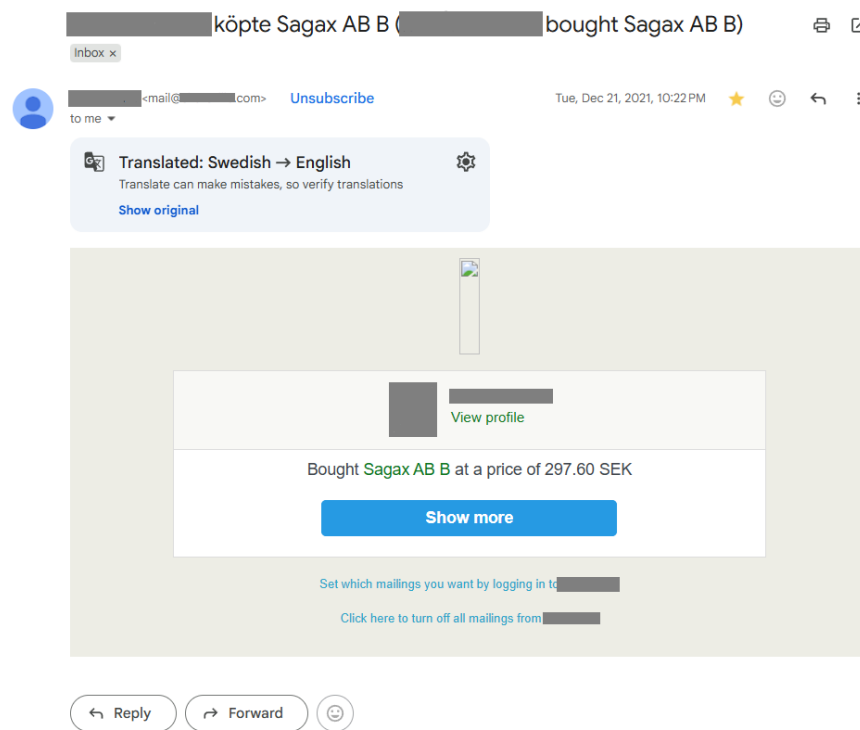 köpte Sagax AB B ( bought Sagax AB B)
Inbox ×
<mail@ .com> Unsubscribe Tue, Dec 21, 2021, 10:22 PM
to me
Translated: Swedish → English
Translate can make mistakes, so verify translations
Show original
View profile
Bought Sagax AB B at a price of 297.60 SEK
Show more
Set which mailings you want by logging in to
Click here to turn off all mailings from
Reply Forward